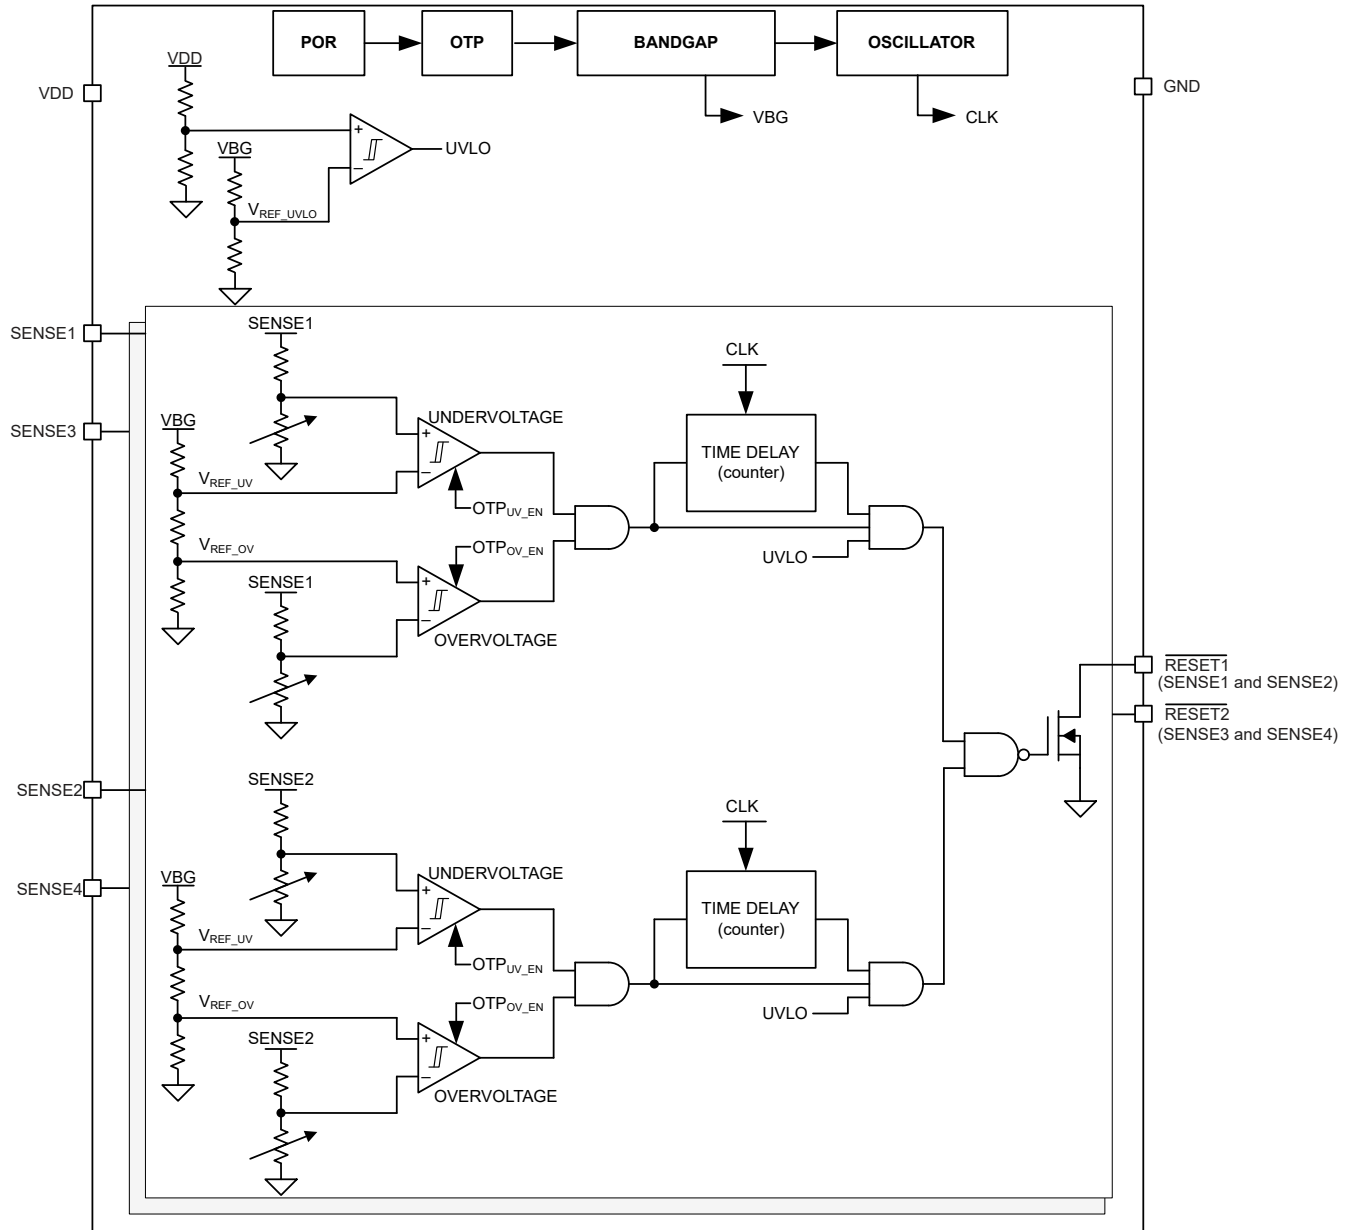 POR
OTP
BANDGAP
OSCILLATOR
VDD
VDD
GND
VBG
CLK
+
UVLO
VBG
−
VREF_UVLO
SENSE1
SENSE1
CLK
UNDERVOLTAGE
VBG
SENSE3
+
TIME DELAY
(counter)
−
VREF_UV
OTPUV_EN
OTPOV_EN
VREF_OV
UVLO
SENSE1
+
−
OVERVOLTAGE
RESET1
(SENSE1 and SENSE2)
RESET2
(SENSE3 and SENSE4)
SENSE2
SENSE2
CLK
UNDERVOLTAGE
VBG
SENSE4
+
TIME DELAY
(counter)
−
VREF_UV
OTPUV_EN
OTPOV_EN
VREF_OV
UVLO
SENSE2
+
−
OVERVOLTAGE